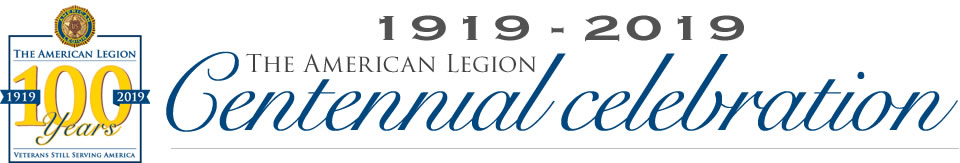 THE AMERICAN LEGION
1919 100 2019
Years
VETERANS STILL SERVING AMERICA
1919 - 2019
THE AMERICAN LEGION
Centennial celebration